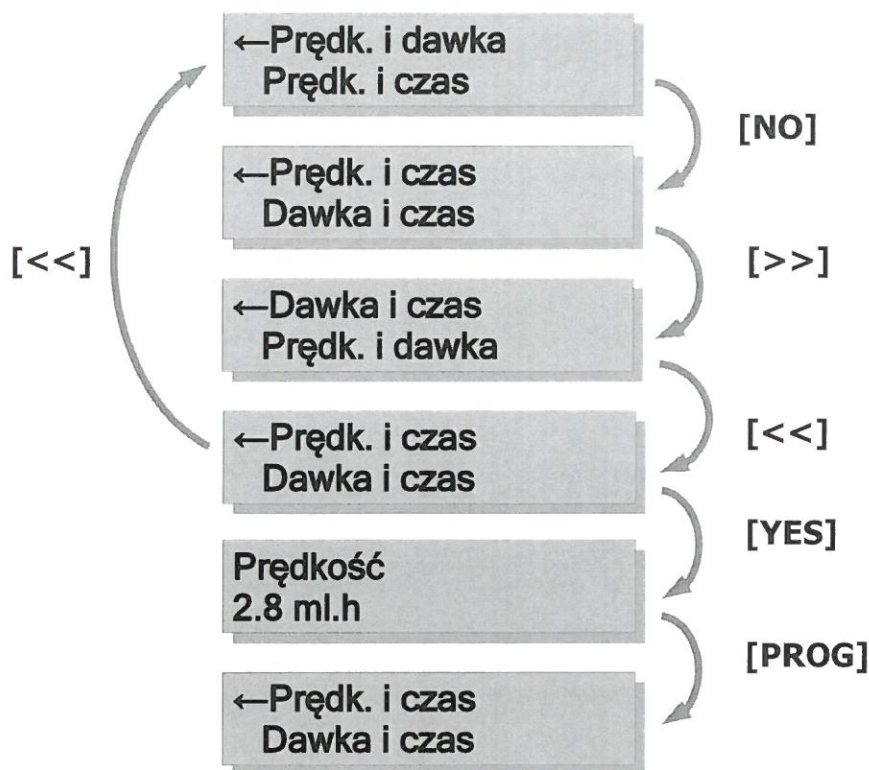 ←Prędk. i dawka
Prędk. i czas
[NO]
←Prędk. i czas
Dawka i czas
[<<]
[>>]
←Dawka i czas
Prędk. i dawka
[<<]
←Prędk. i czas
Dawka i czas
[YES]
Prędkość
2.8 ml.h
[PROG]
←Prędk. i czas
Dawka i czas